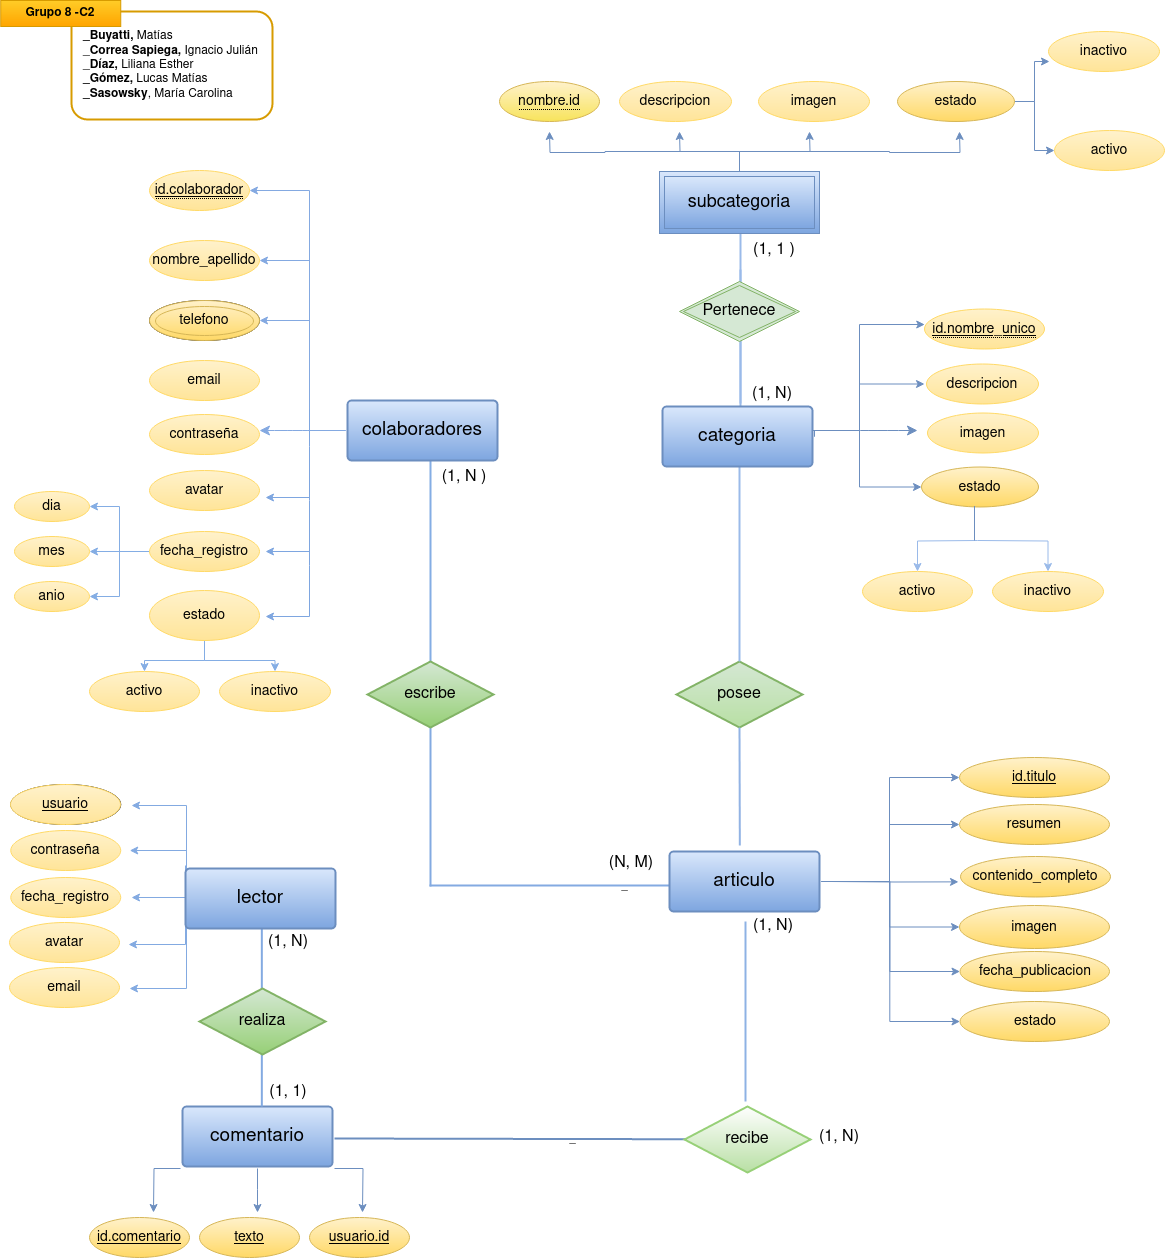 Grupo 8 -C2
_Buyatti, Matías
_Correa Sapiega, Ignacio Julián
_Díaz, Liliana Esther
_Gómez, Lucas Matías
_Sasowsky, María Carolina
inactivo
nombre.id
descripcion
imagen
estado
activo
subcategoria
(1, 1 )
Pertenece
(1, N)
id.colaborador
nombre_apellido
telefono
email
contraseña
avatar
fecha_registro
estado
dia
mes
anio
activo
inactivo
colaboradores
(1, N )
categoria
id.nombre_unico
descripcion
imagen
estado
activo
inactivo
escribe
posee
usuario
contraseña
fecha_registro
avatar
email
lector
(1, N)
realiza
(1, 1)
(N, M)
_
articulo
(1, N)
id.titulo
resumen
contenido_completo
imagen
fecha_publicacion
estado
comentario
_
recibe
(1, N)
id.comentario
texto
usuario.id